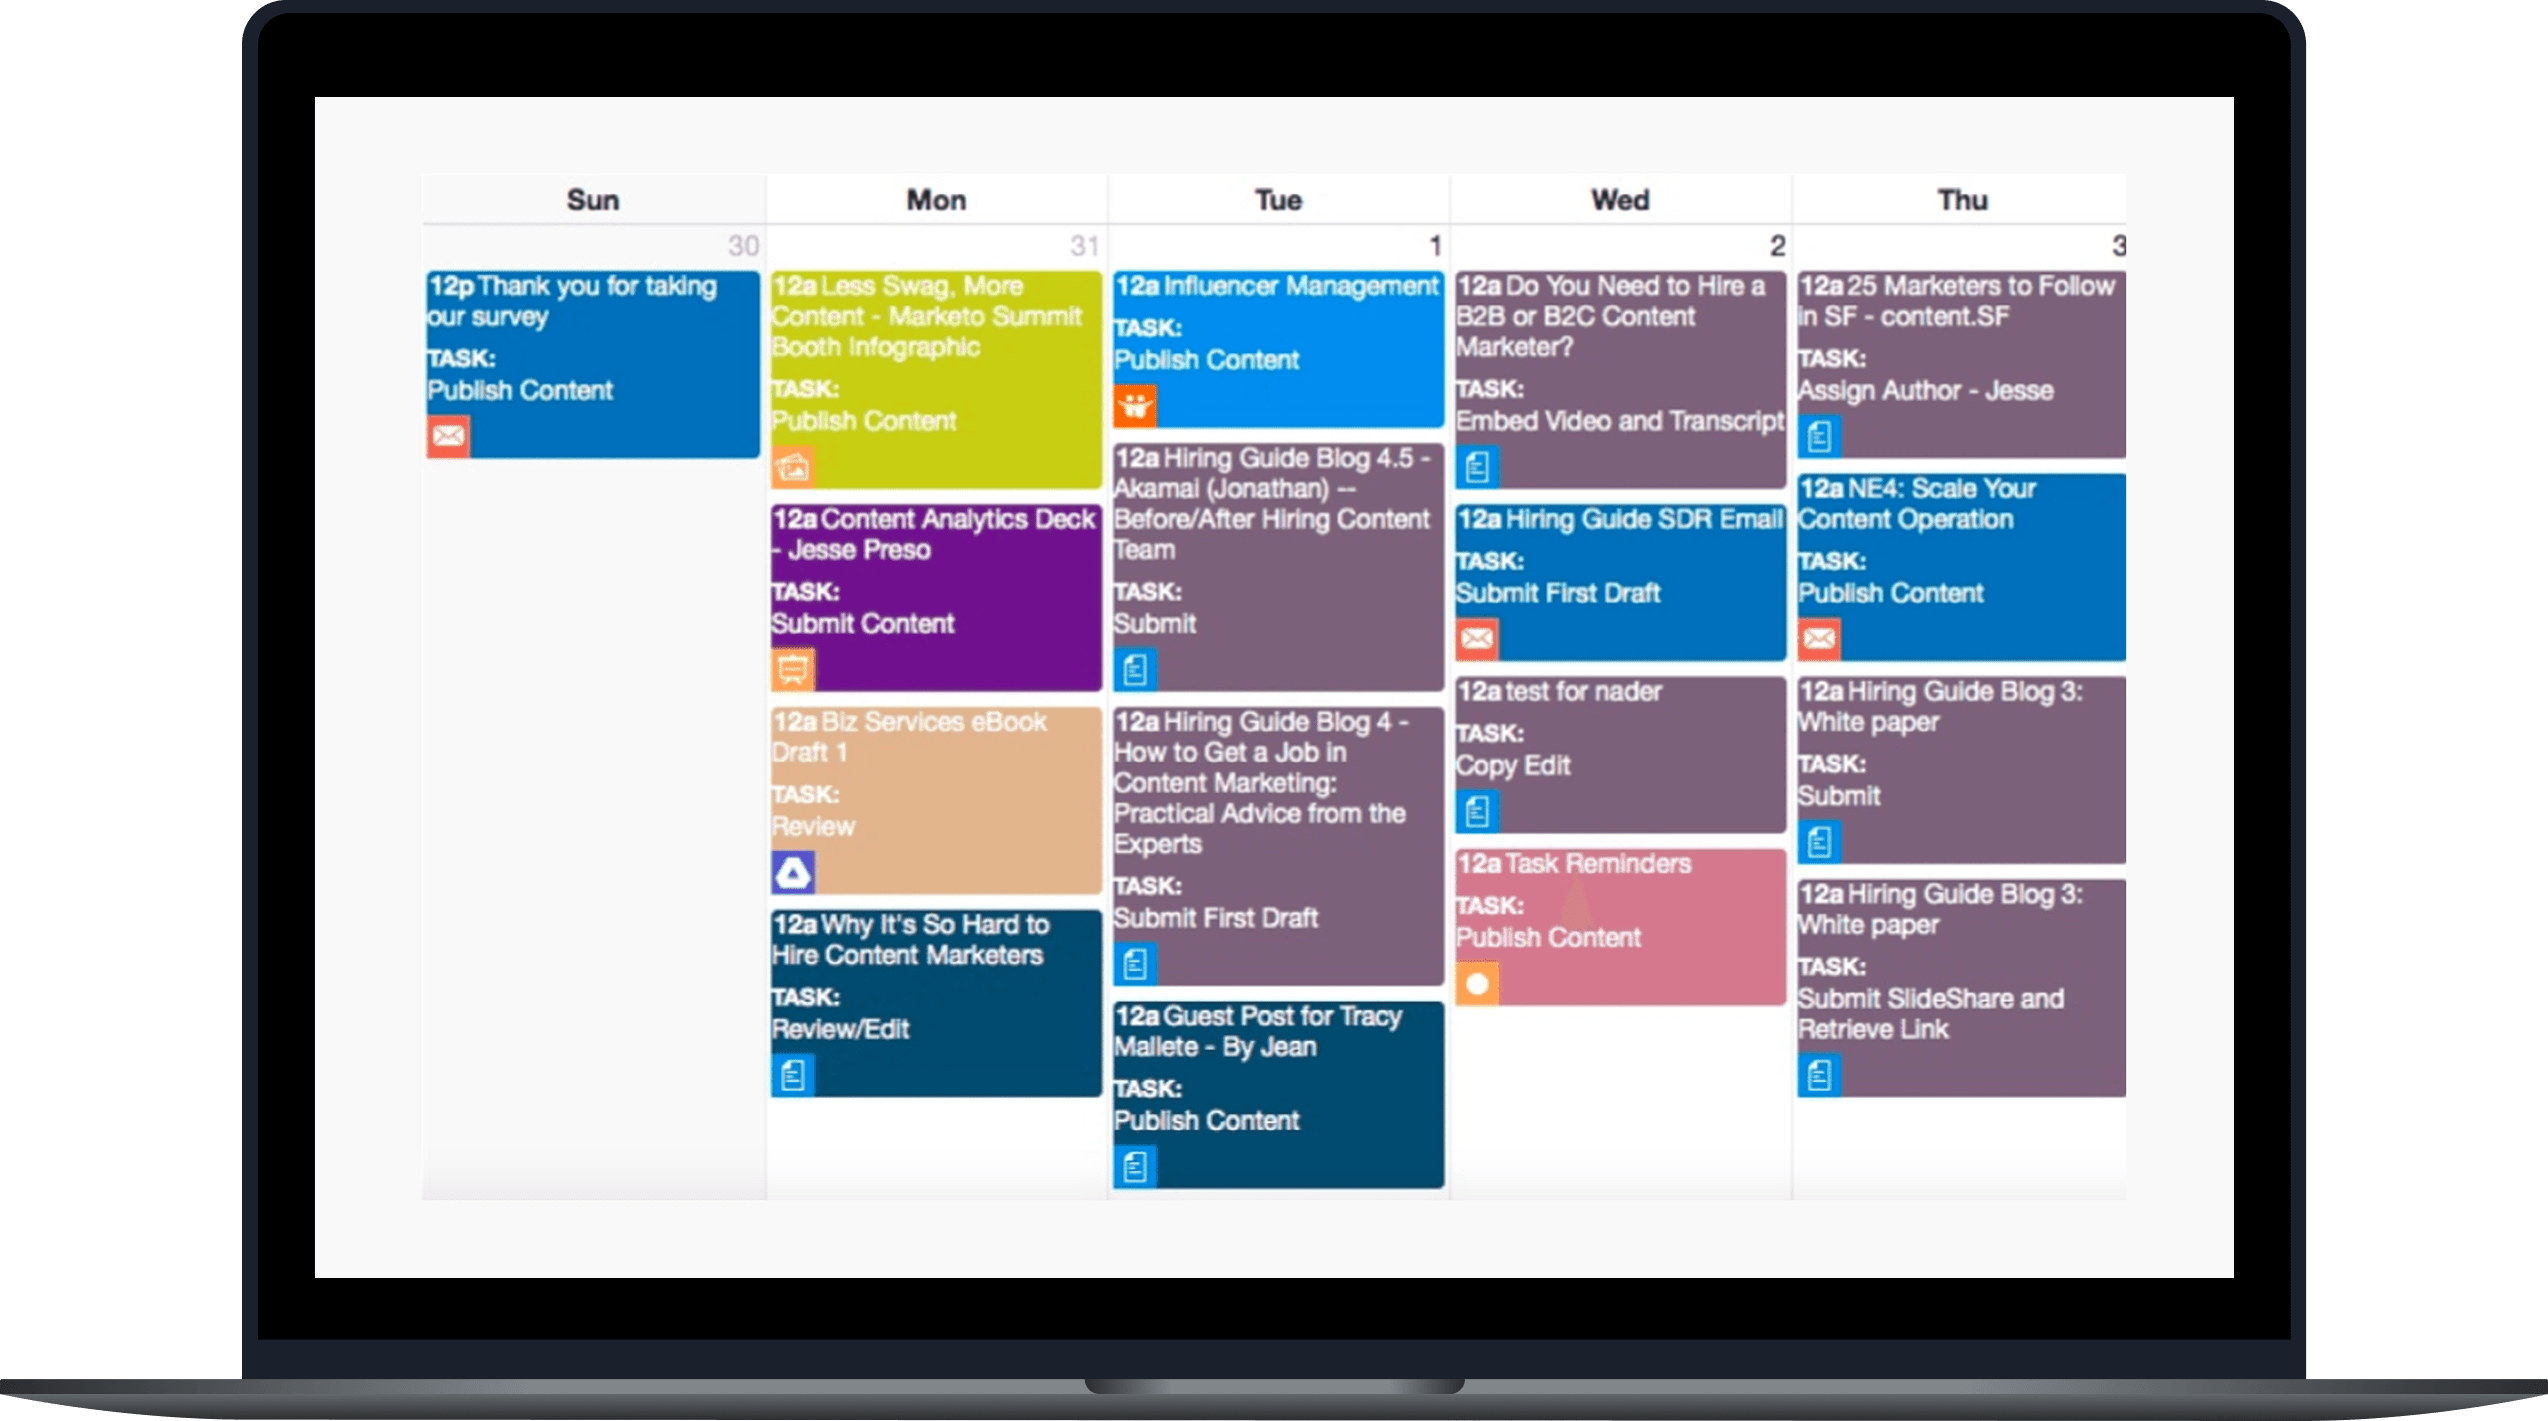 Sun Mon Tue Wed Thu
30 31 1 2 3
12p Thank you for taking
our survey
TASK:
Publish Content
12a Less Swag, More
Content - Marketo Summit
Booth Infographic
TASK:
Publish Content
12a Content Analytics Deck
- Jesse Preso
TASK:
Submit Content
12a Biz Services eBook
Draft 1
TASK:
Review
12a Why It's So Hard to
Hire Content Marketers
TASK:
Review/Edit
12a Influencer Management
TASK:
Publish Content
12a Hiring Guide Blog 4.5 -
Akamai (Jonathan) --
Before/After Hiring Content
Team
TASK:
Submit
12a Hiring Guide Blog 4 -
How to Get a Job in
Content Marketing:
Practical Advice from the
Experts
TASK:
Submit First Draft
12a Guest Post for Tracy
Mallete - By Jean
TASK:
Publish Content
12a Do You Need to Hire a
B2B or B2C Content
Marketer?
TASK:
Embed Video and Transcript
12a Hiring Guide SDR Email
TASK:
Submit First Draft
12a test for nader
TASK:
Copy Edit
12a Task Reminders
TASK:
Publish Content
12a 25 Marketers to Follow
in SF - content.SF
TASK:
Assign Author - Jesse
12a NE4: Scale Your
Content Operation
TASK:
Publish Content
12a Hiring Guide Blog 3:
White paper
TASK:
Submit
12a Hiring Guide Blog 3:
White paper
TASK:
Submit SlideShare and
Retrieve Link